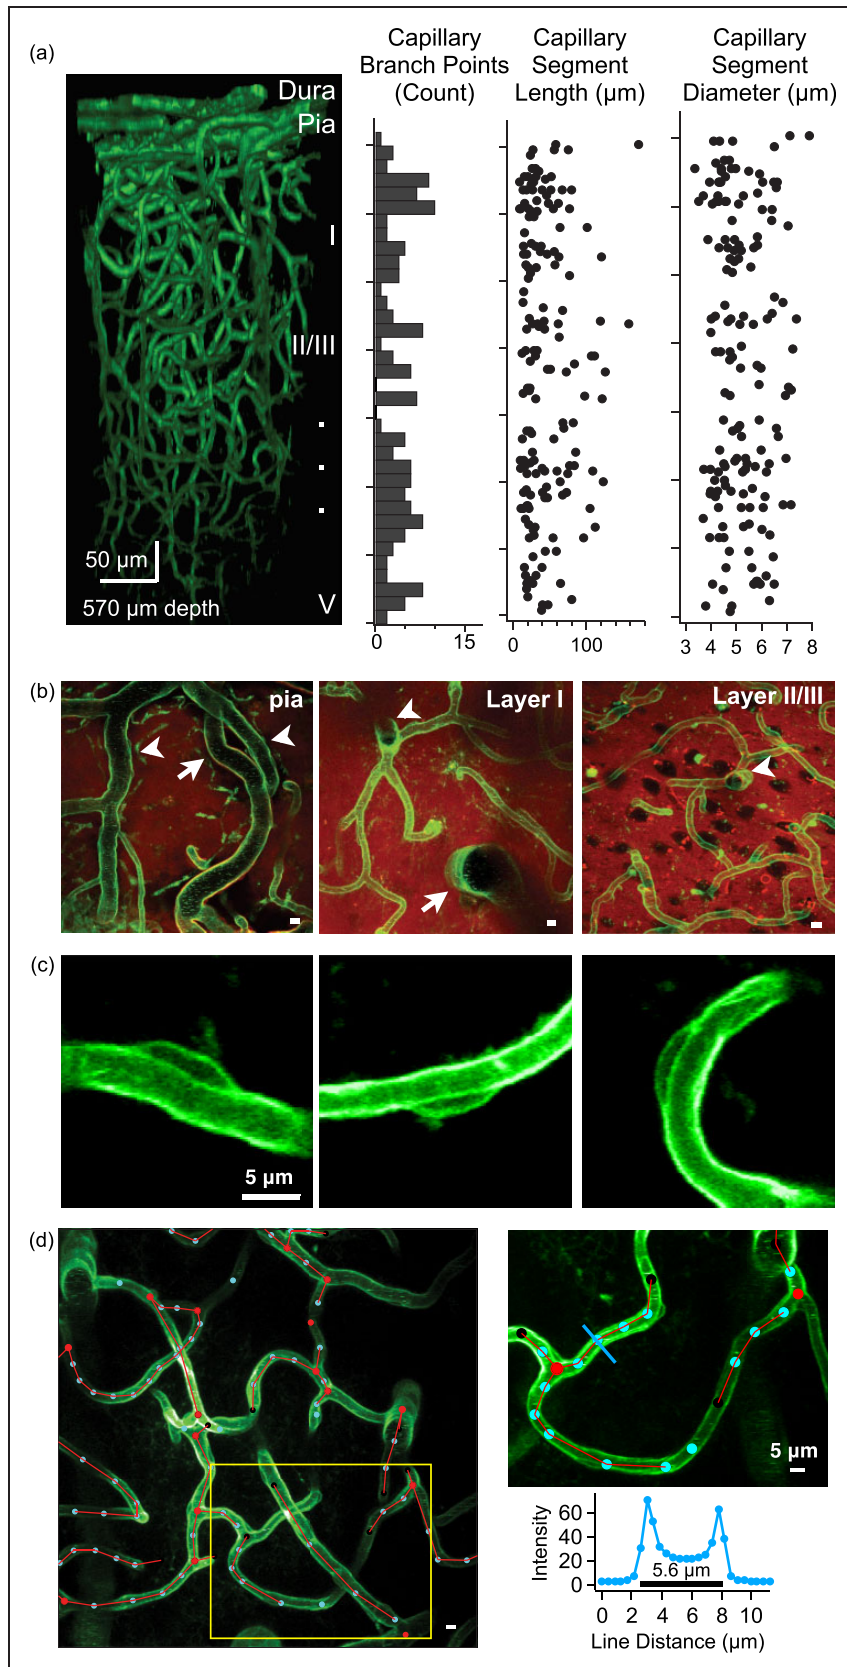 (a)
Capillary
Branch Points
(Count)
Capillary
Segment
Length (µm)
Capillary
Segment
Diameter (µm)
Dura
Pia
I
II/III
50 µm
570 µm depth
V
0 15
0 100
3 4 5 6 7 8
(b)
pia
Layer I
Layer II/III
(c)
5 µm
(d)
5 µm
Intensity
60
40
20
0
5.6 µm
0 2 4 6 8 10
Line Distance (µm)